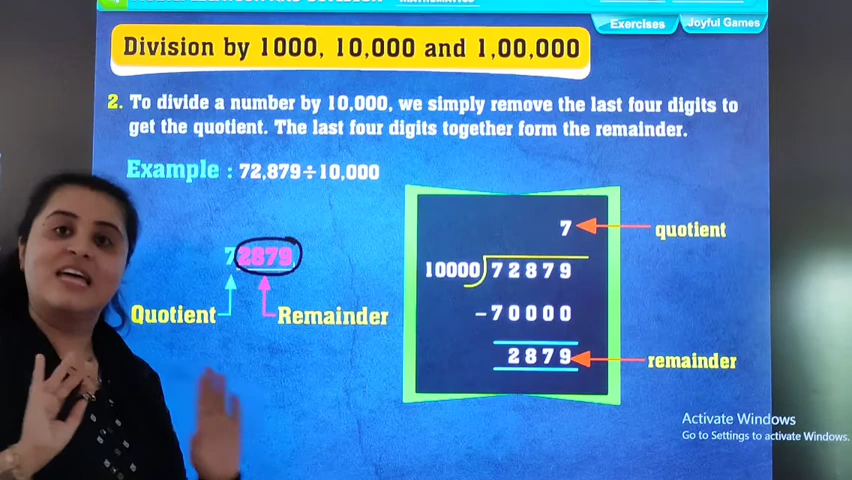 MATHEMATICS
Exercises
Joyful Games
Division by 1000, 10,000 and 1,00,000
2. To divide a number by 10,000, we simply remove the last four digits to
get the quotient. The last four digits together form the remainder.
Example : 72,879÷10,000
72879
Quotient
Remainder
7
quotient
10000)72879
–70000
2879
remainder
Activate Windows
Go to Settings to activate Windows.